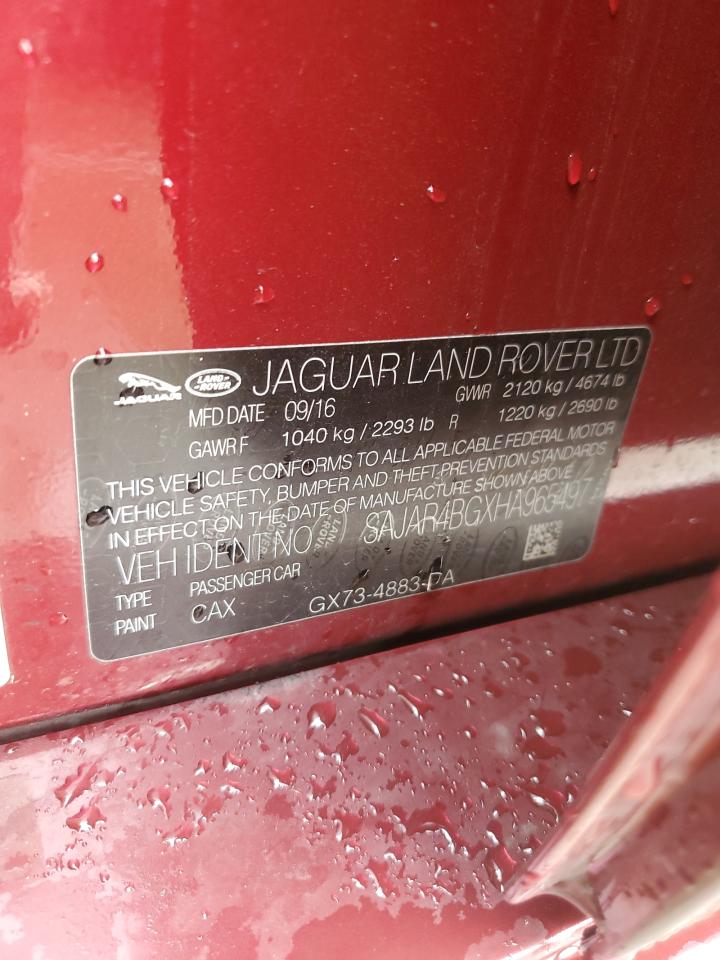 JAGUAR LAND ROVER JAGUAR LAND ROVER LTD
MFD DATE 09/16 GVWR 2120 kg / 4674 lb
GAWR F 1040 kg / 2293 lb R 1220 kg / 2690 lb
THIS VEHICLE CONFORMS TO ALL APPLICABLE FEDERAL MOTOR
VEHICLE SAFETY, BUMPER AND THEFT PREVENTION STANDARDS
IN EFFECT ON THE DATE OF MANUFACTURE SHOWN ABOVE
VEH IDENT NO SAJAR4BGXHA963497
TYPE PASSENGER CAR
PAINT CAX GX73-4883-DA